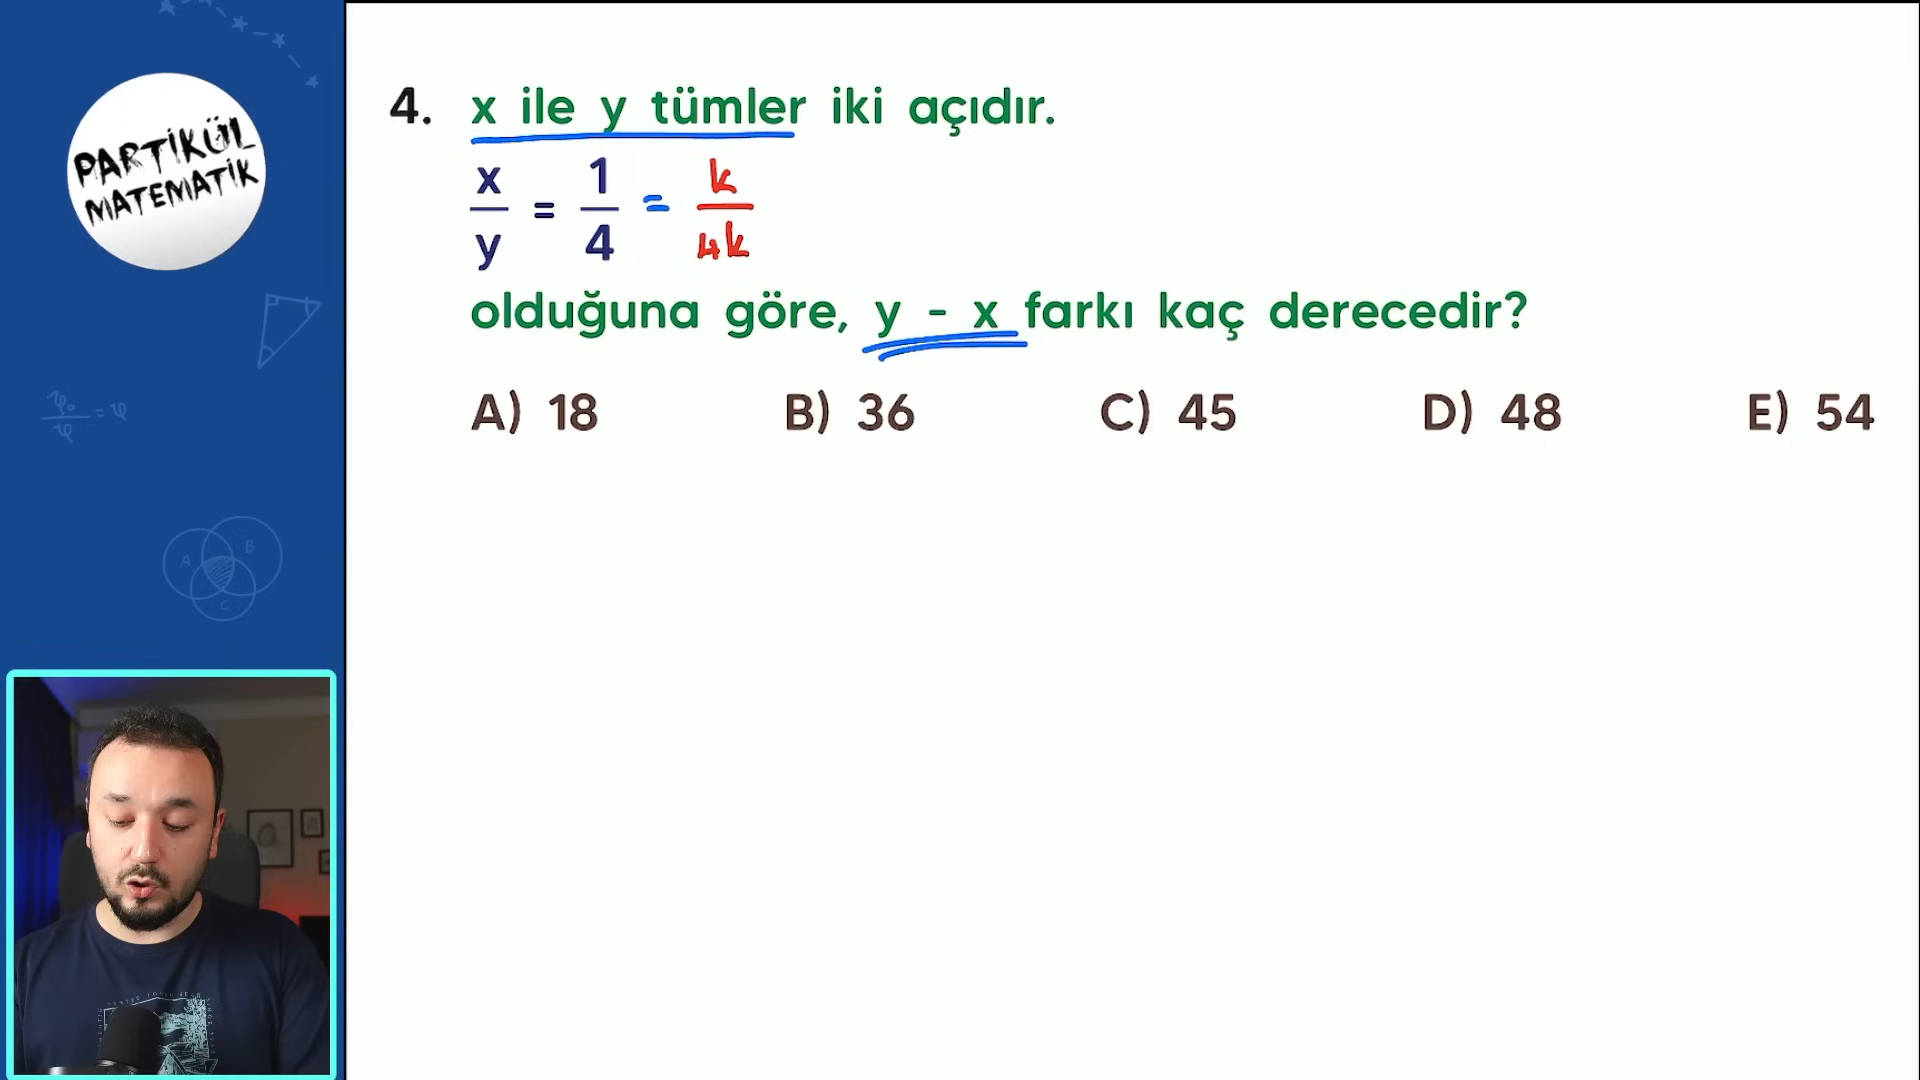 PARTİKÜL
MATEMATİK
4. x ile y tümler iki açıdır.
x/y = 1/4 = k/4k
olduğuna göre, y - x farkı kaç derecedir?
A) 18 B) 36 C) 45 D) 48 E) 54
A B
C